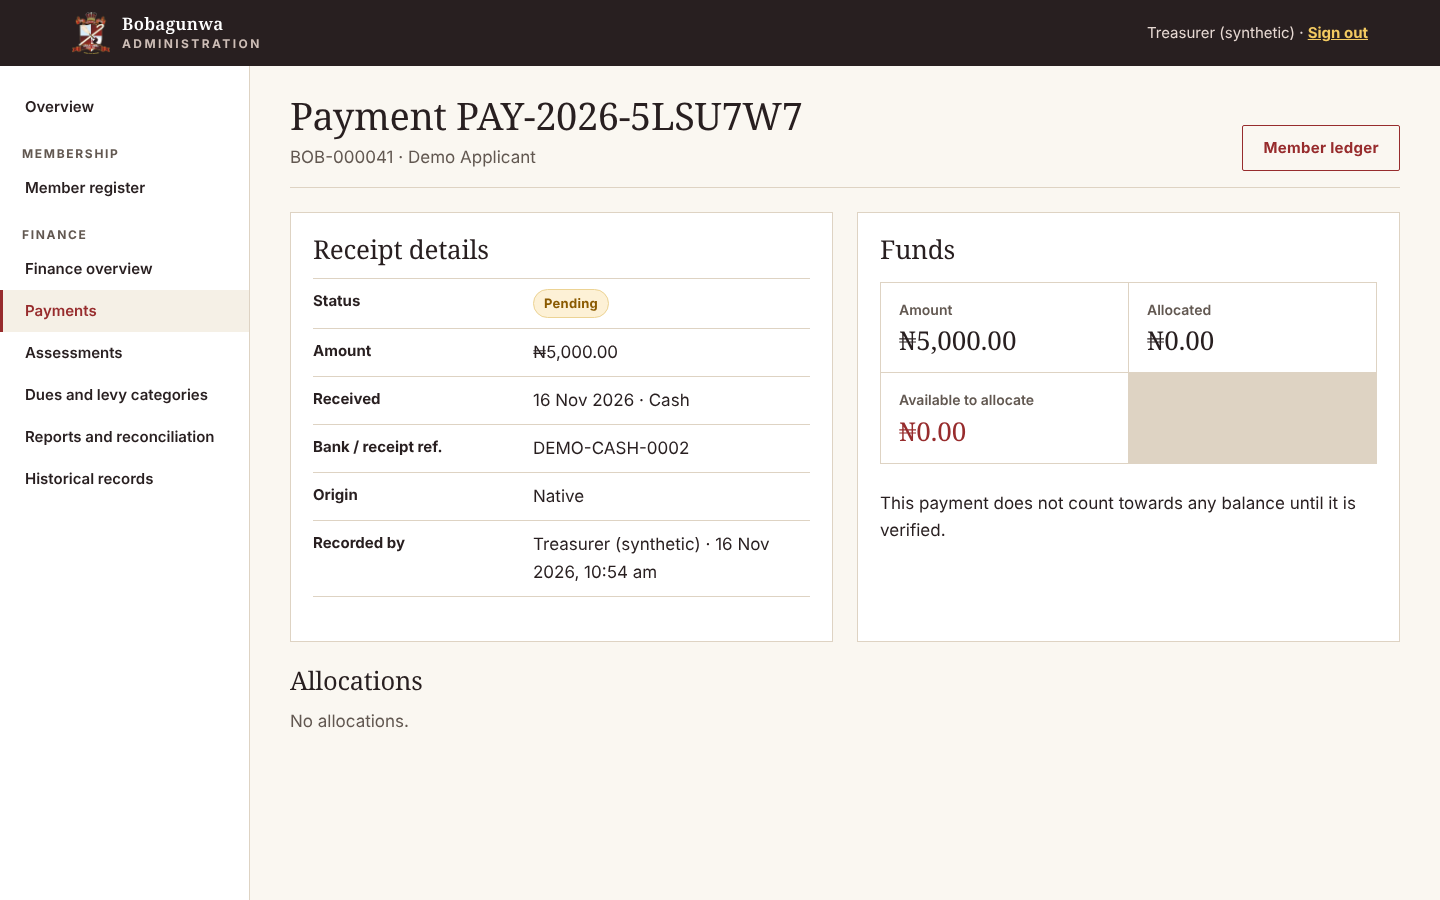 Bobagunwa
ADMINISTRATION
Treasurer (synthetic) · Sign out
Overview
MEMBERSHIP
Member register
FINANCE
Finance overview
Payments
Assessments
Dues and levy categories
Reports and reconciliation
Historical records
Payment PAY-2026-5LSU7W7
BOB-000041 · Demo Applicant
Member ledger
Receipt details
Status Pending
Amount ₦5,000.00
Received 16 Nov 2026 · Cash
Bank / receipt ref. DEMO-CASH-0002
Origin Native
Recorded by Treasurer (synthetic) · 16 Nov
2026, 10:54 am
Funds
Amount
₦5,000.00
Allocated
₦0.00
Available to allocate
₦0.00
This payment does not count towards any balance until it is
verified.
Allocations
No allocations.